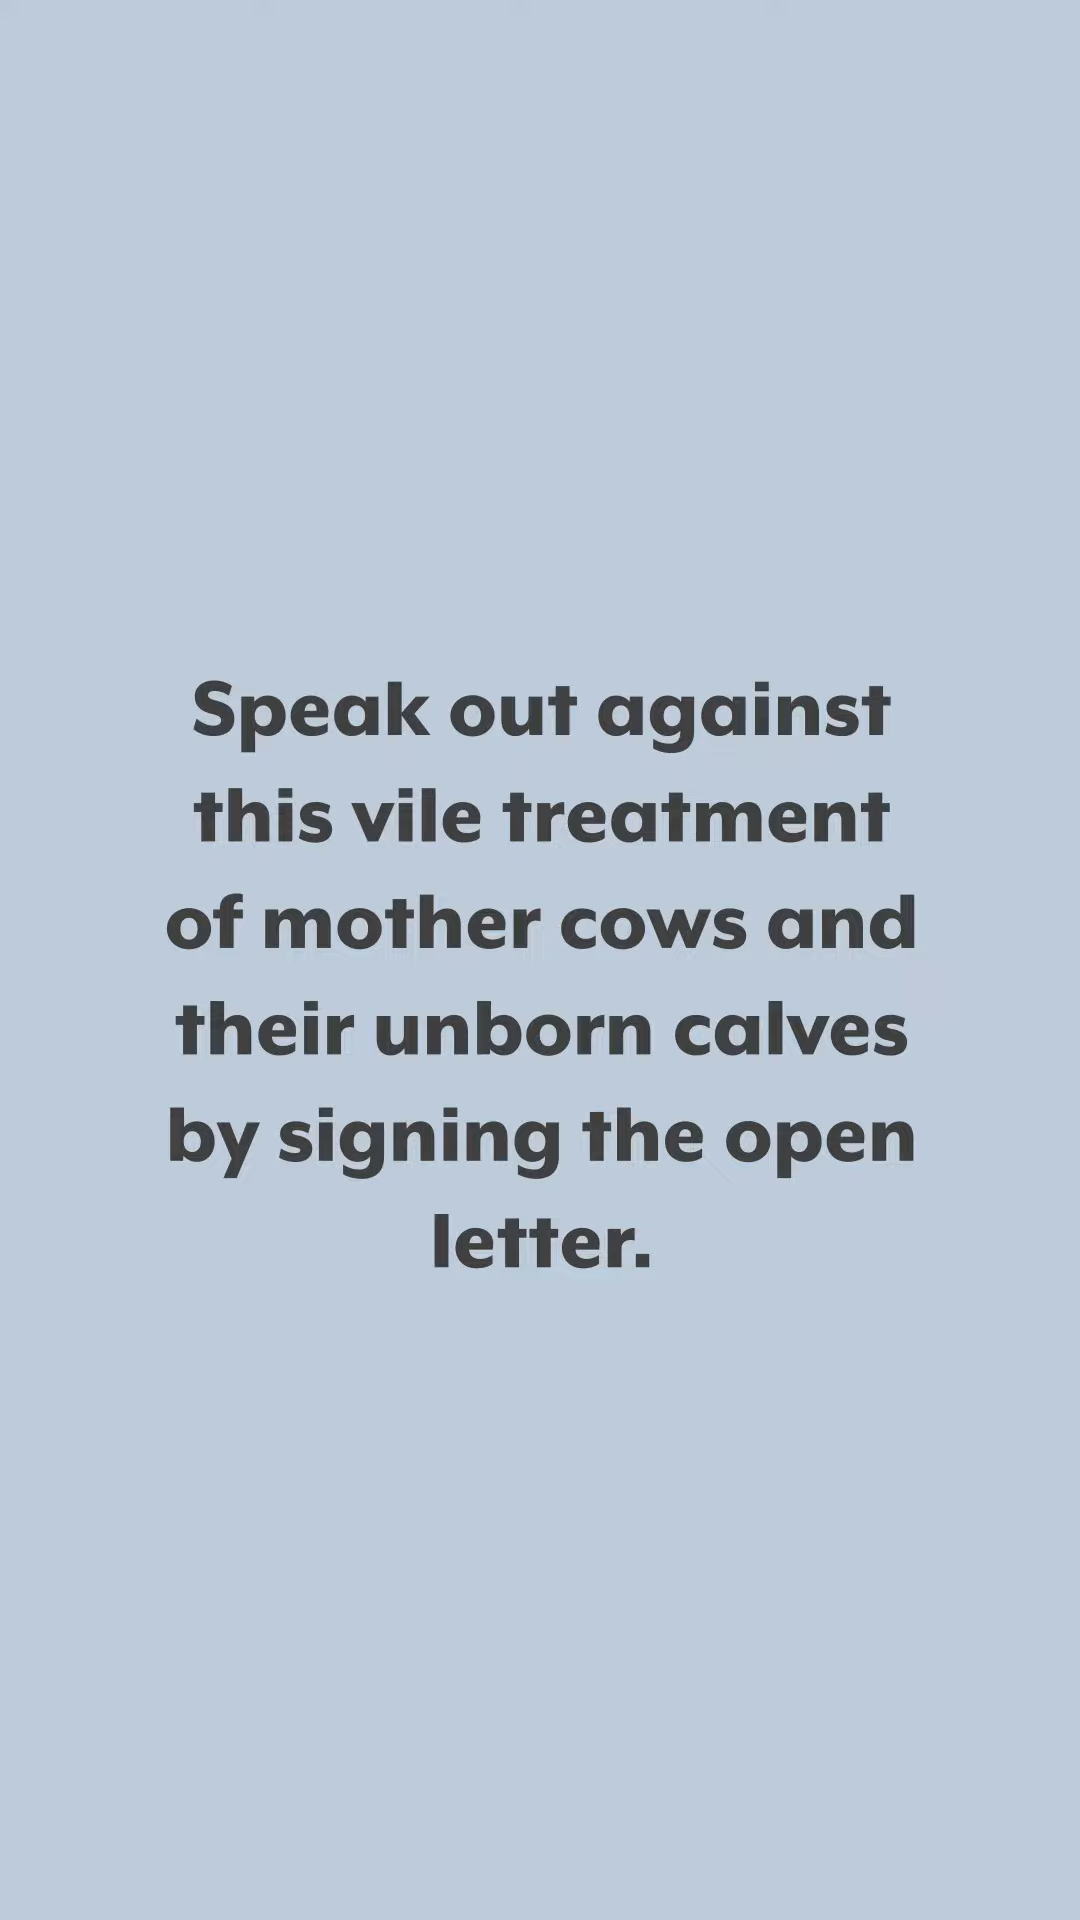 Speak out against
this vile treatment
of mother cows and
their unborn calves
by signing the open
letter.